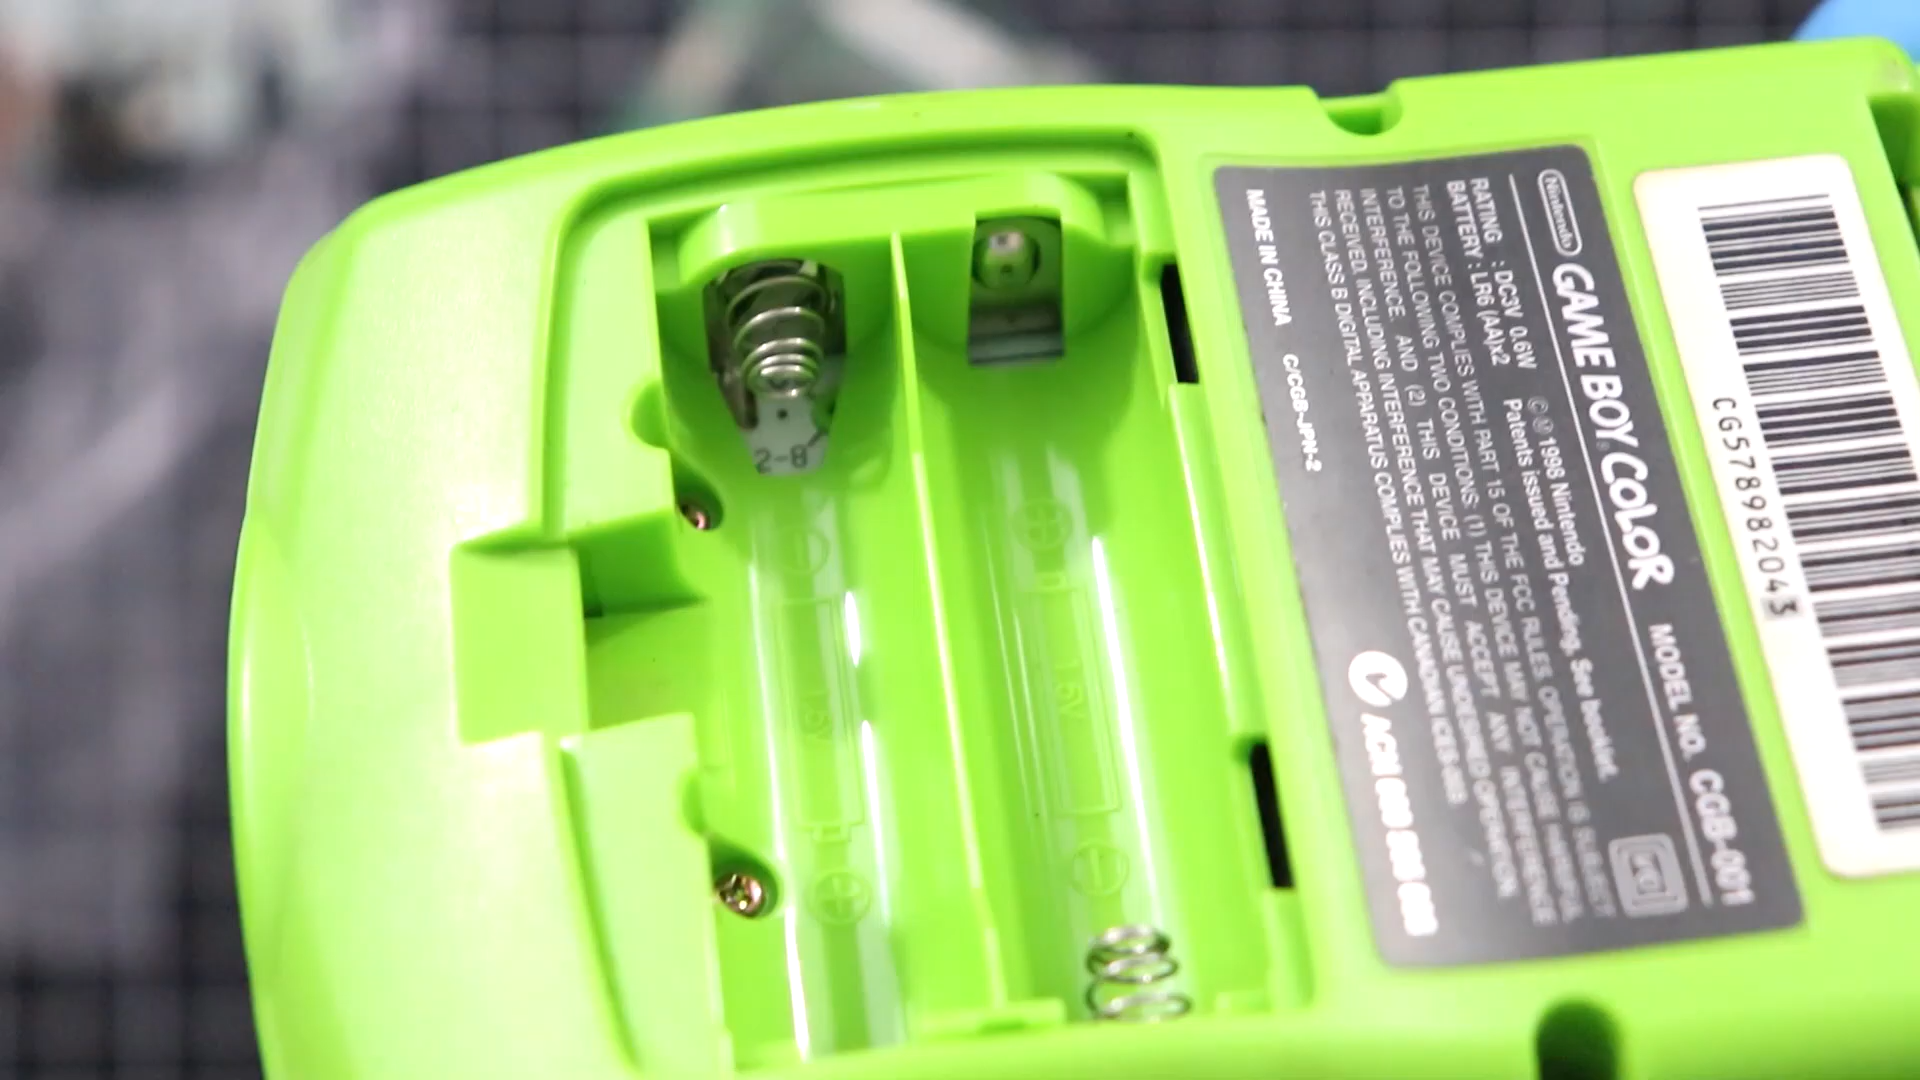 Nintendo
GAME BOY COLOR MODEL NO. CGB-001
RATING : DC3V 0.6W ©Ⓜ 1998 Nintendo
BATTERY : LR6 (AA)x2 Patents issued and Pending. See booklet.
THIS DEVICE COMPLIES WITH PART 15 OF THE FCC RULES. OPERATION IS SUBJECT
TO THE FOLLOWING TWO CONDITIONS: (1) THIS DEVICE MAY NOT CAUSE HARMFUL
INTERFERENCE. AND (2) THIS DEVICE MUST ACCEPT ANY INTERFERENCE
RECEIVED, INCLUDING INTERFERENCE THAT MAY CAUSE UNDESIRED OPERATION.
THIS CLASS B DIGITAL APPARATUS COMPLIES WITH CANADIAN ICES-003.
MADE IN CHINA C/CGB-JPN-2
ACN
CG578982043
2-8
1.5V
1.5V